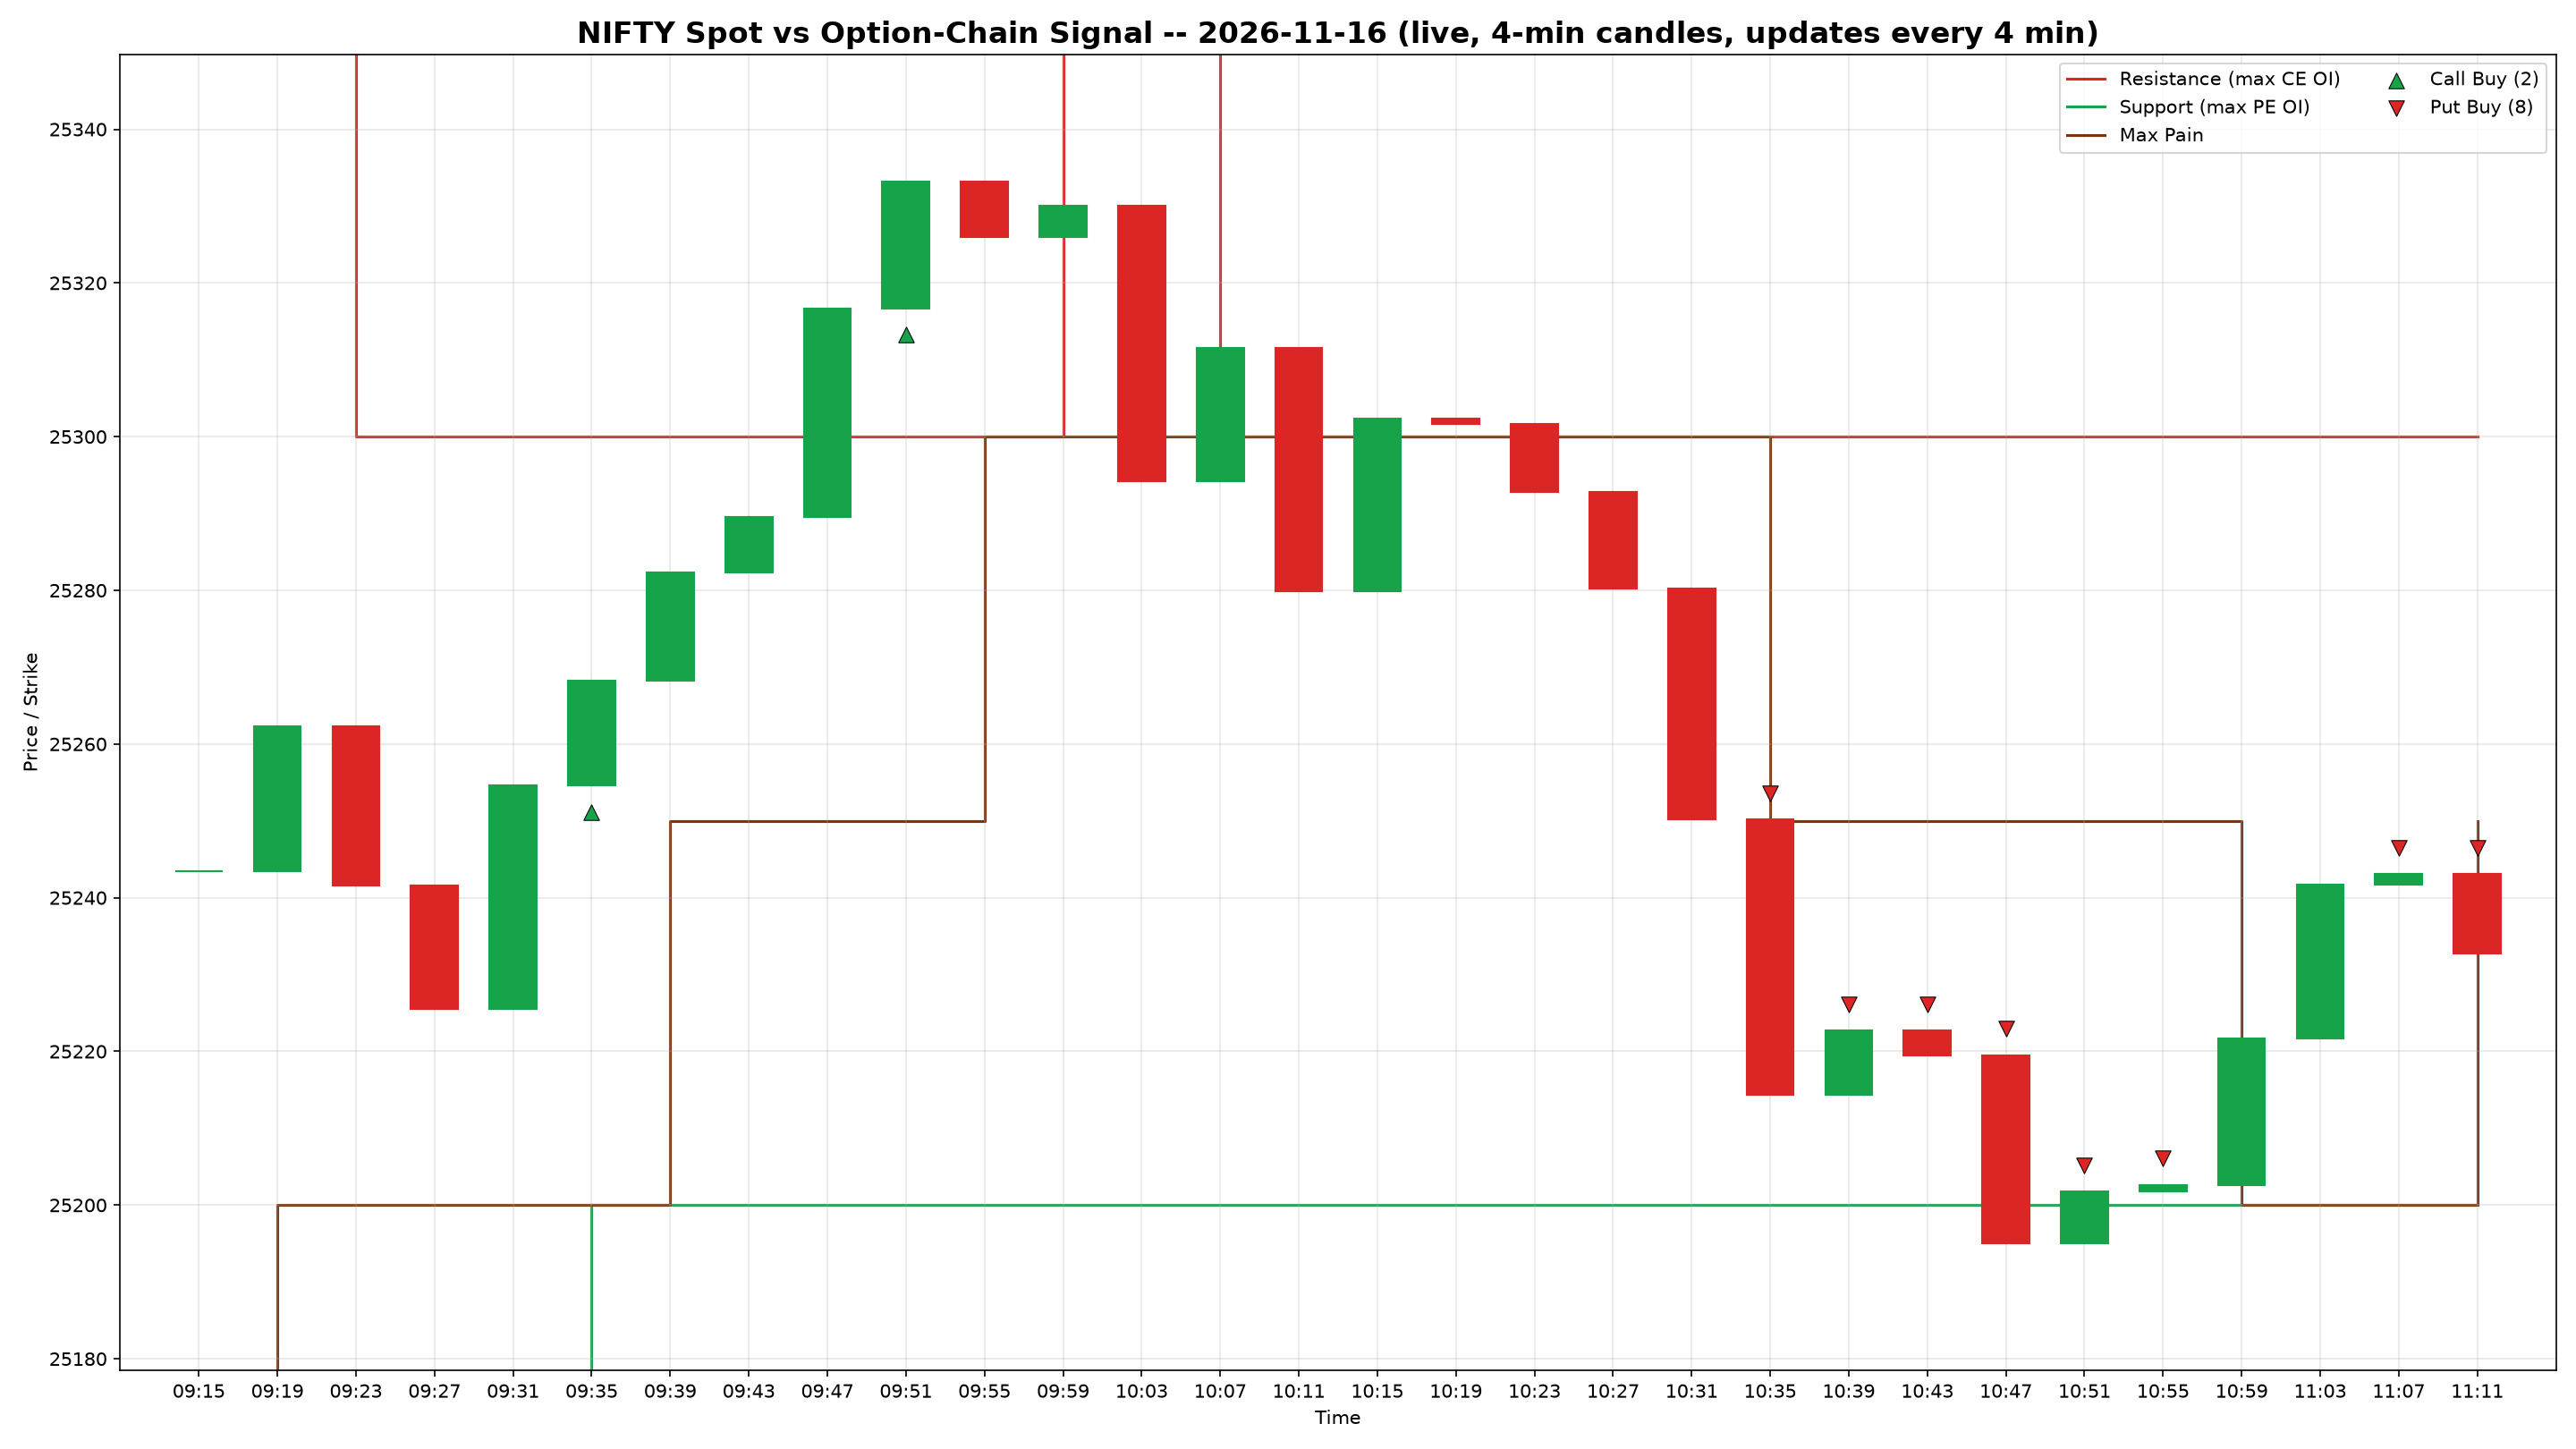 NIFTY Spot vs Option-Chain Signal -- 2026-11-16 (live, 4-min candles, updates every 4 min)
Resistance (max CE OI)
Support (max PE OI)
Max Pain
Call Buy (2)
Put Buy (8)
Price / Strike
25340
25320
25300
25280
25260
25240
25220
25200
25180
09:15 09:19 09:23 09:27 09:31 09:35 09:39 09:43 09:47 09:51 09:55 09:59 10:03 10:07 10:11 10:15 10:19 10:23 10:27 10:31 10:35 10:39 10:43 10:47 10:51 10:55 10:59 11:03 11:07 11:11
Time